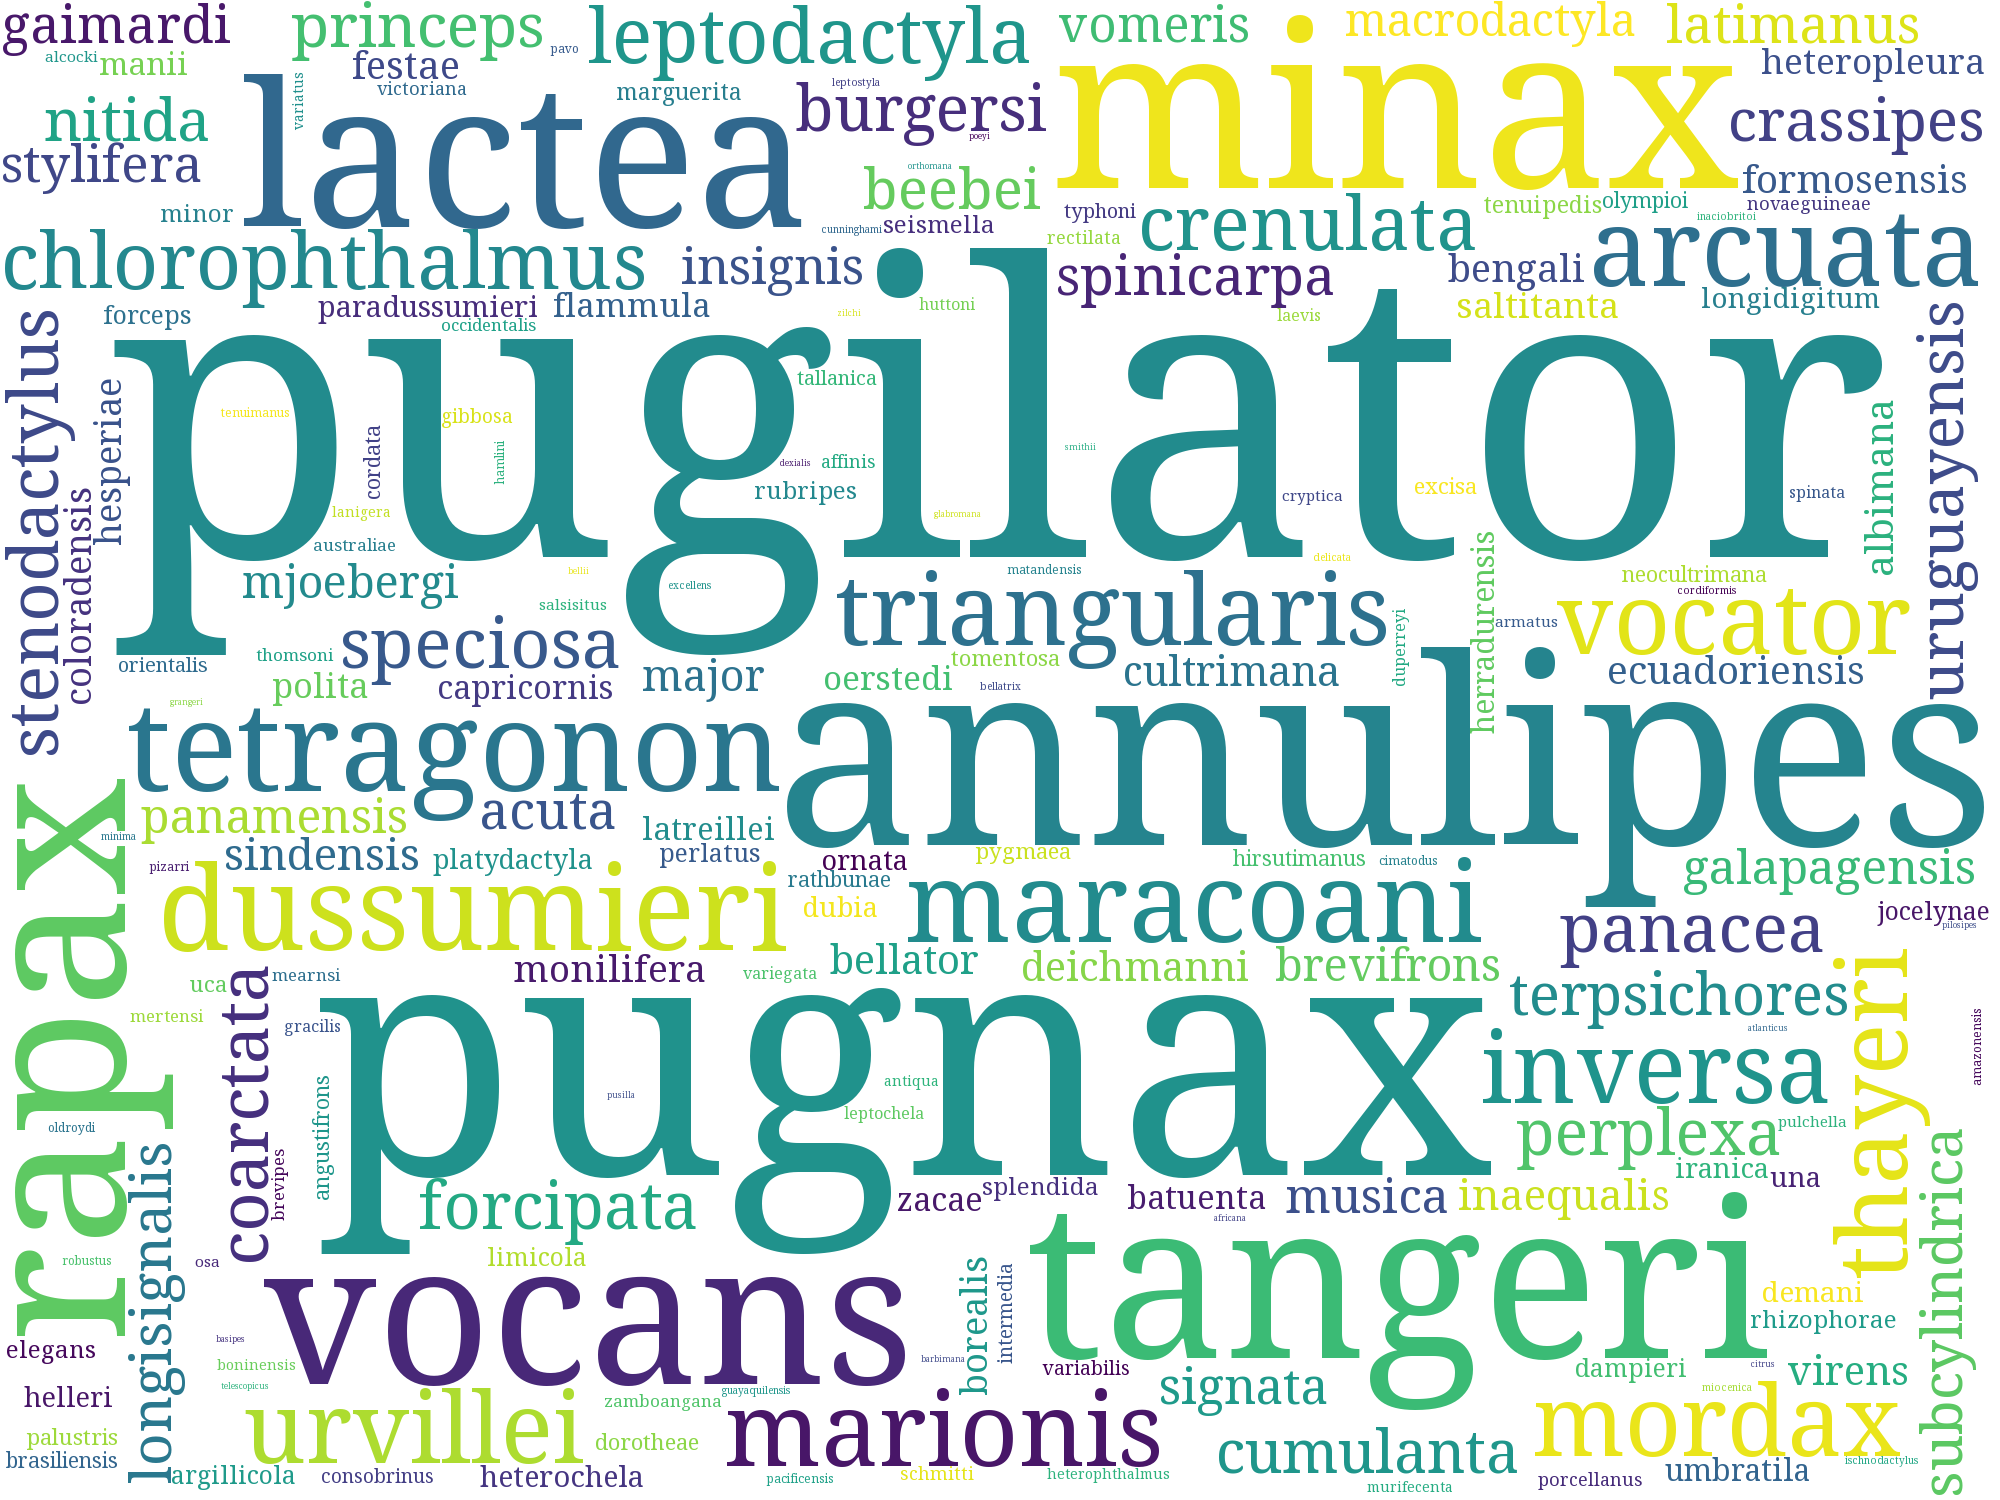 gaimardi
princeps
leptodactyla
vomeris
macrodactyla
latimanus
alcocki
manii
festae
pavo
heteropleura
victoriana
variatus
leptostyla
marguerita
burgersi
minax
nitida
lactea
crassipes
poeyi
stylifera
orthomana
beebei
formosensis
minor
seismella
typhoni
crenulata
tenuipedis
olympioi
novaeguineae
inaciobritoi
cunninghami
rectilata
arcuata
chlorophthalmus
insignis
spinicarpa
bengali
forceps
paradussumieri
flammula
huttoni
saltitanta
longidigitum
occidentalis
zilchi
laevis
pugilator
stenodactylus
hesperiae
tallanica
uruguayensis
tenuimanus
gibbosa
albimana
cordata
hamlini
dexialis
affinis
smithii
coloradensis
rubripes
cryptica
excisa
spinata
lanigera
glabromana
australiae
delicata
bellii
mjoebergi
excellens
matandensis
neocultrimana
cordiformis
salsisitus
triangularis
herradurensis
vocator
armatus
duperreyi
orientalis
thomsoni
speciosa
tomentosa
polita
capricornis
major
oerstedi
bellatrix
cultrimana
ecuadoriensis
grangeri
tetragonon
annulipes
rapax
panamensis
acuta
latreillei
minima
sindensis
platydactyla
perlatus
ornata
pygmaea
hirsutimanus
cimatodus
galapagensis
pizarri
rathbunae
dussumieri
dubia
maracoani
panacea
jocelynae
pilosipes
uca
mearnsi
monilifera
variegata
bellator
deichmanni
brevifrons
terpsichores
thayeri
coarctata
mertensi
gracilis
pugnax
atlanticus
amazonensis
inversa
antiqua
pusilla
leptochela
oldroydi
angustifrons
perplexa
pulchella
brevipes
longisignalis
forcipata
zacae
splendida
batuenta
musica
inaequalis
iranica
una
subcylindrica
africana
robustus
osa
limicola
vocans
borealis
intermedia
tangeri
demani
rhizophorae
elegans
basipes
boninensis
barbimana
variabilis
dampieri
citrus
virens
telescopicus
helleri
urvillei
zamboangana
guayaquilensis
signata
miocenica
marionis
mordax
palustris
dorotheae
brasiliensis
argillicola
consobrinus
heterochela
pacificensis
schmitti
heterophthalmus
cumulanta
porcellanus
umbratila
ischnodactylus
murifecenta